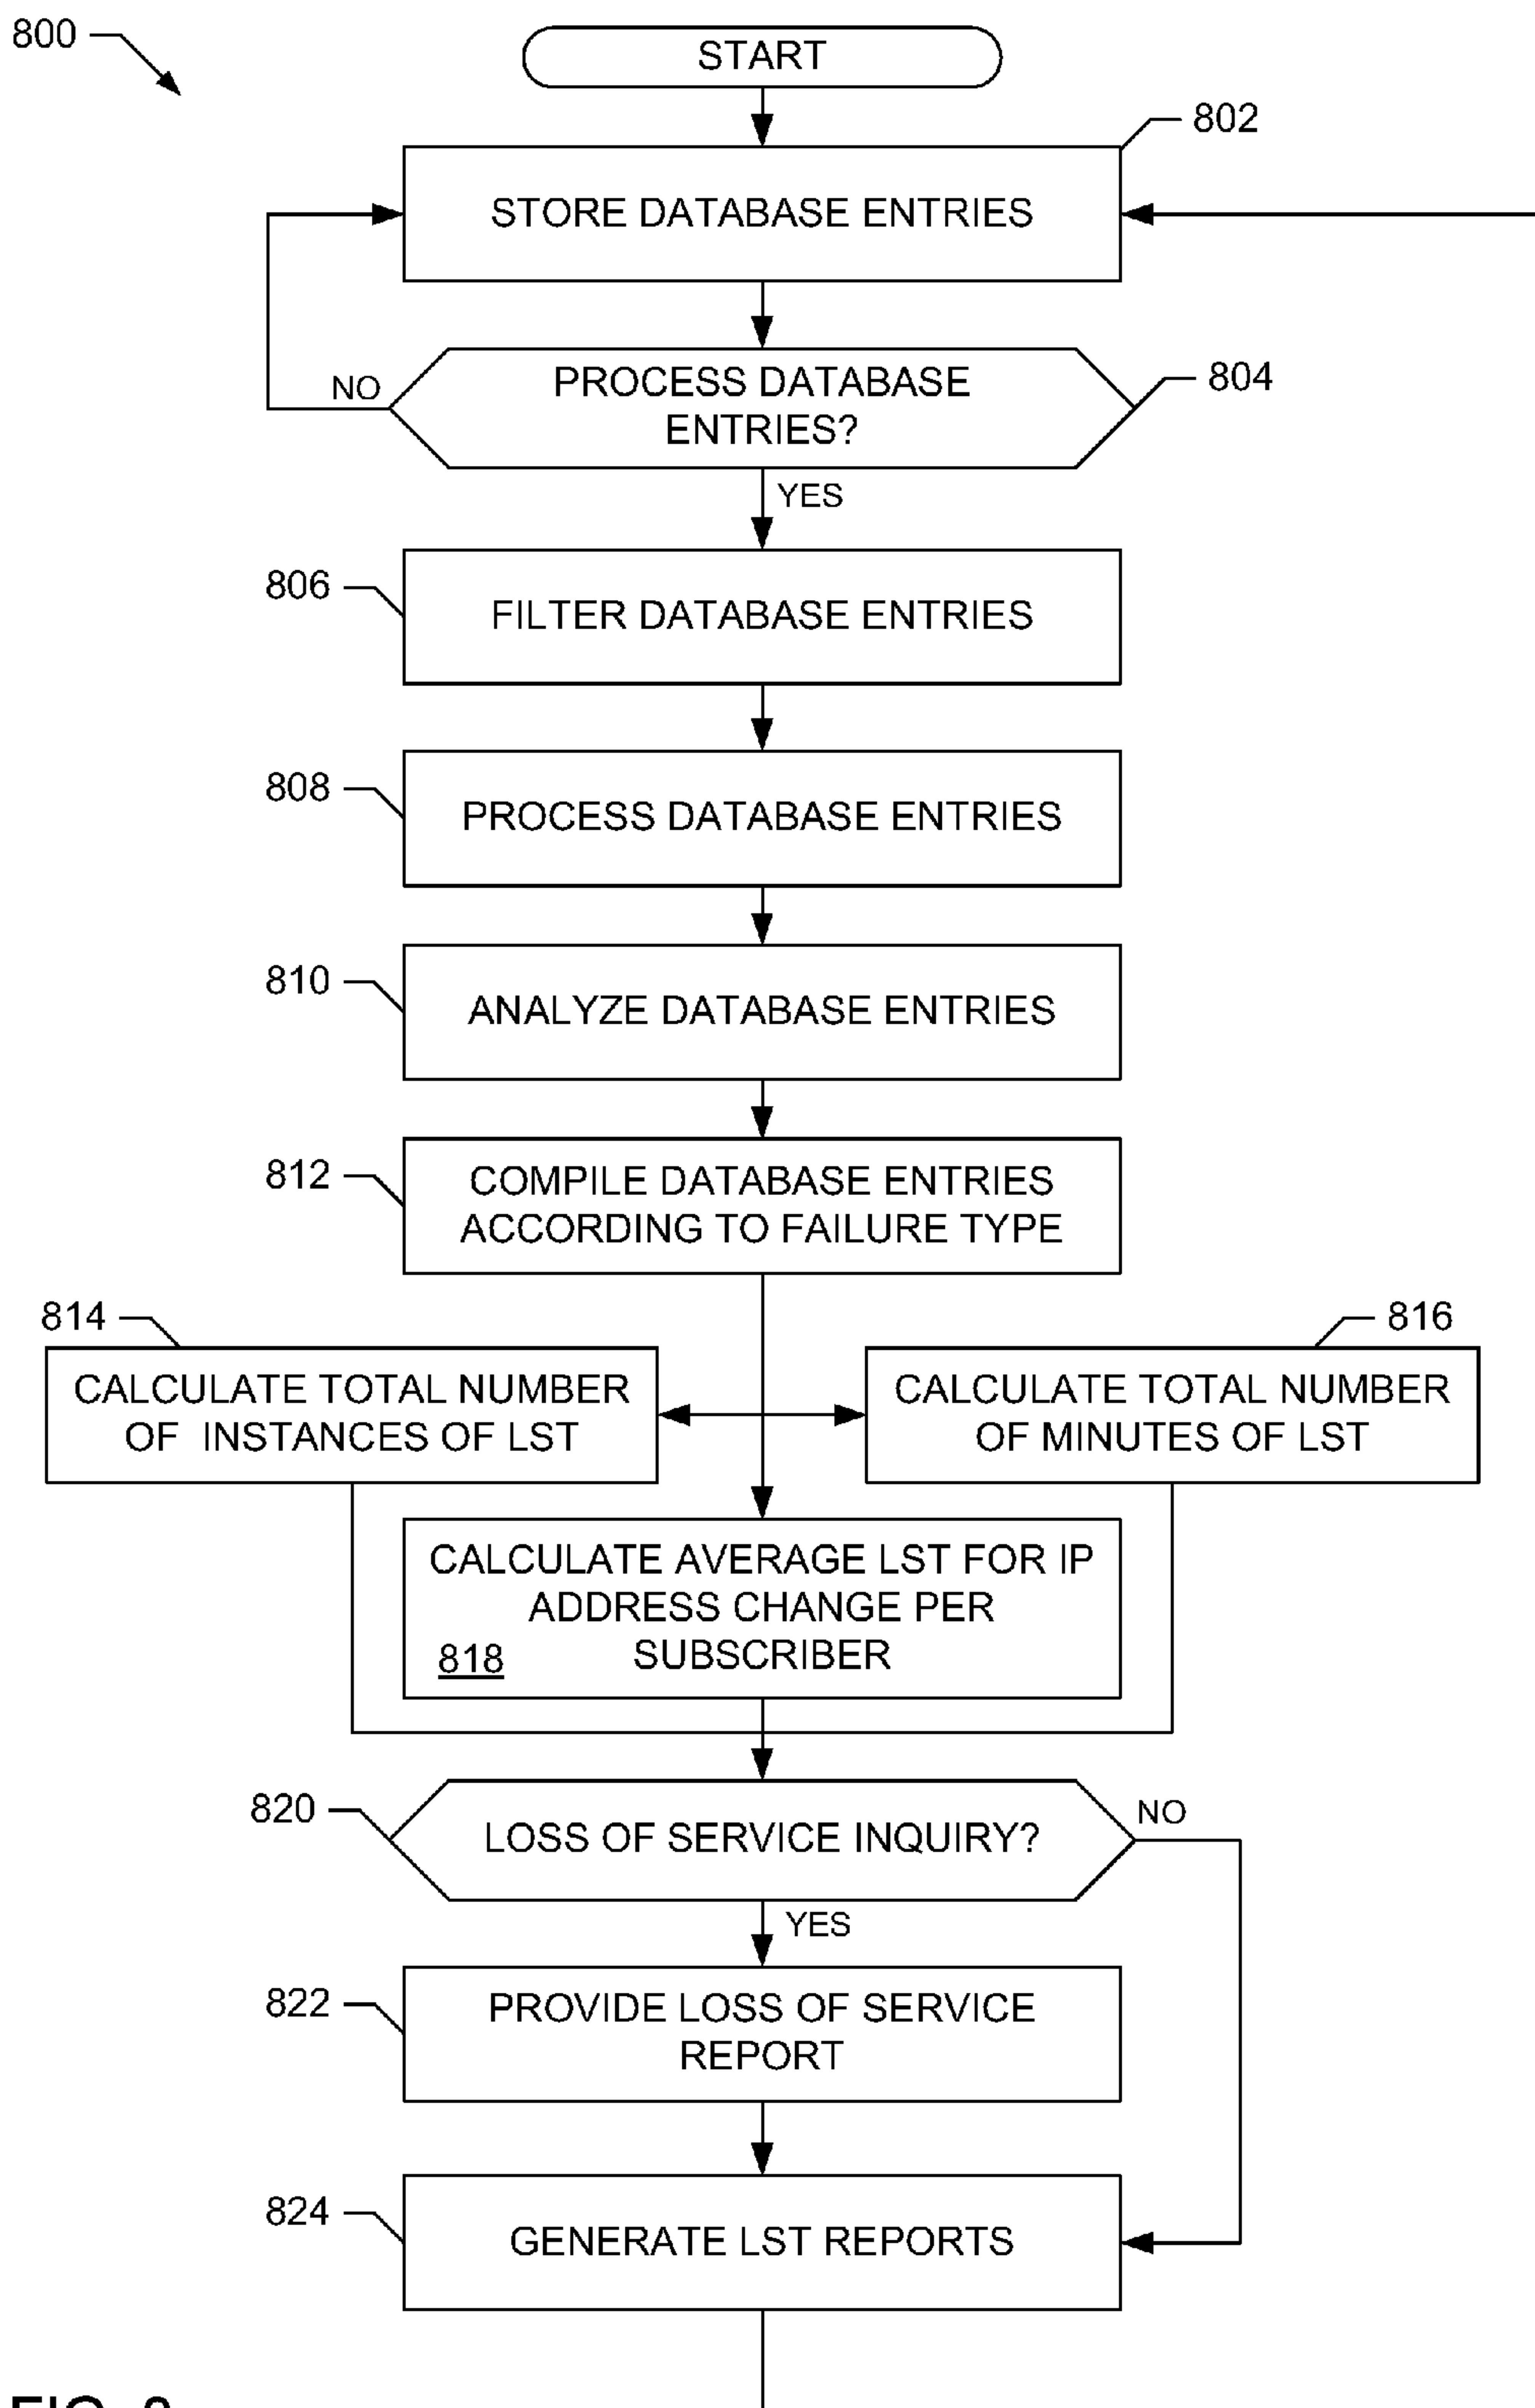 800
START
802
STORE DATABASE ENTRIES
NO
PROCESS DATABASE
ENTRIES?
804
YES
806
FILTER DATABASE ENTRIES
808
PROCESS DATABASE ENTRIES
810
ANALYZE DATABASE ENTRIES
812
COMPILE DATABASE ENTRIES
ACCORDING TO FAILURE TYPE
814
CALCULATE TOTAL NUMBER
OF INSTANCES OF LST
816
CALCULATE TOTAL NUMBER
OF MINUTES OF LST
CALCULATE AVERAGE LST FOR IP
ADDRESS CHANGE PER
SUBSCRIBER
818
820
LOSS OF SERVICE INQUIRY?
NO
YES
822
PROVIDE LOSS OF SERVICE
REPORT
824
GENERATE LST REPORTS
FIG.